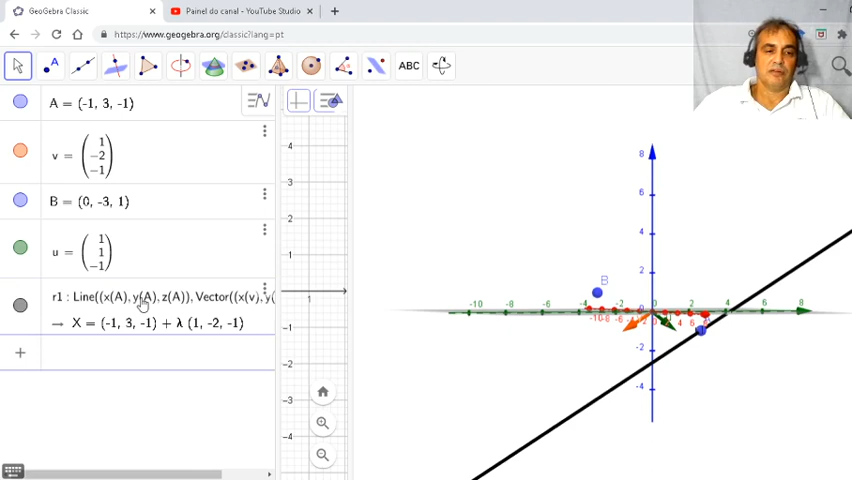 GeoGebra Classic
Painel do canal - YouTube Studio
https://www.geogebra.org/classic?lang=pt
ABC
A = (-1, 3, -1)
v = ( 1 −2 −1 )
B = (0, -3, 1)
u = ( 1 1 −1 )
r1 : Line((x(A), y(A), z(A)), Vector((x(v), y(
→ X = (-1, 3, -1) + λ (1, -2, -1)
4
3
2
1
1
−1
−2
−3
−4
8
6
4
2
0
-2
-4
-10
-8
-6
-4
-2
0
2
4
6
8
B